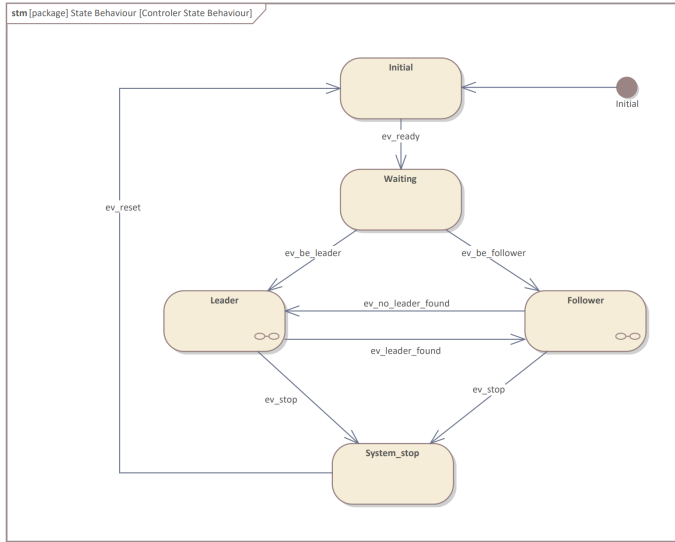 stm [package] State Behaviour [Controler State Behaviour]
Initial
Initial
ev_ready
Waiting
ev_reset
ev_be_leader
ev_be_follower
Leader
ev_no_leader_found
Follower
ev_leader_found
ev_stop
ev_stop
System_stop